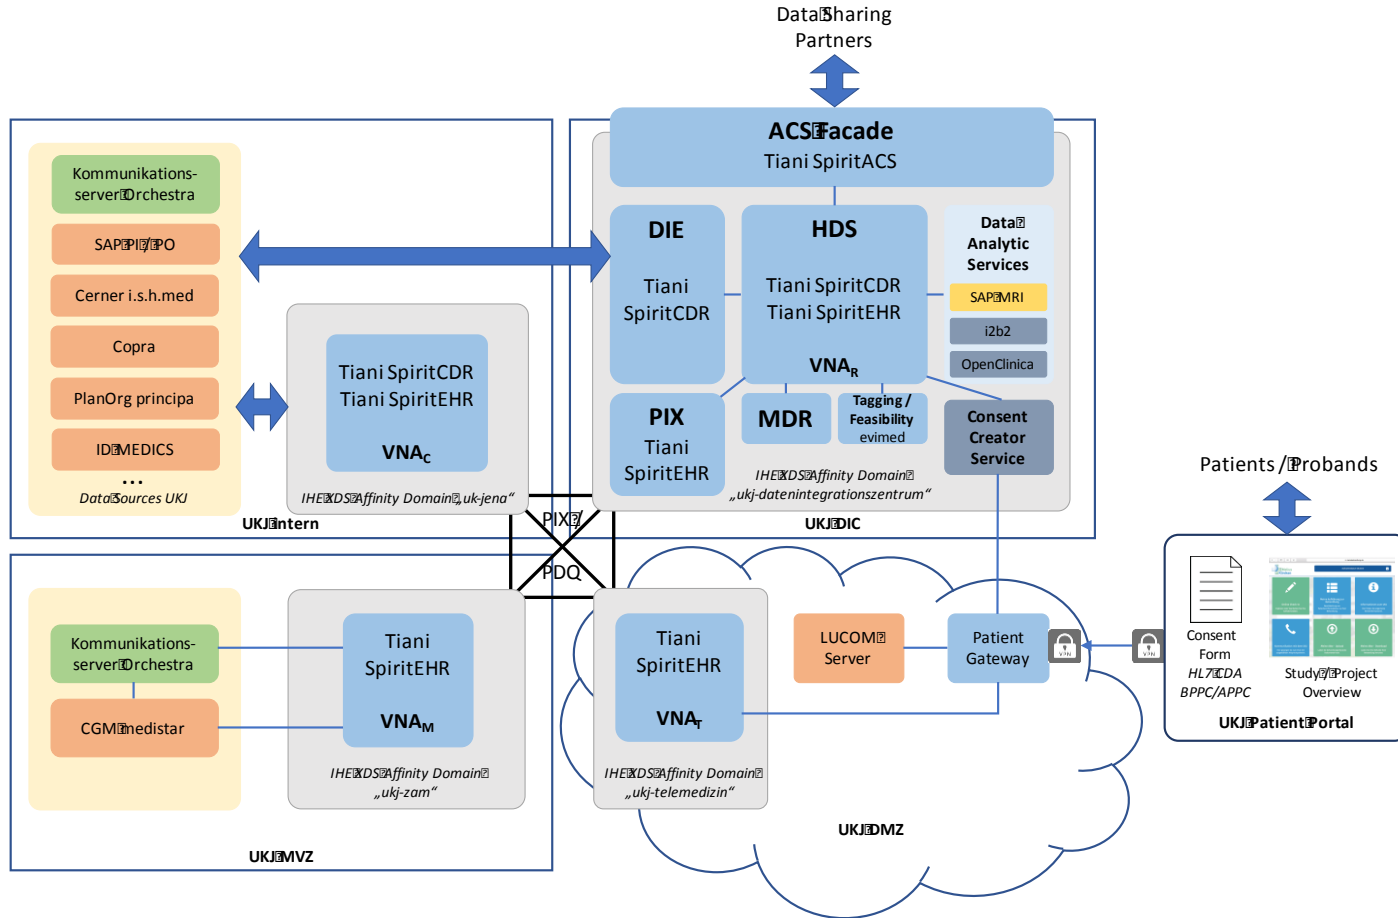 Data Sharing
Partners
ACS Facade
Tiani SpiritACS
Kommunikations-
server Orchestra
SAP PI / PO
Cerner i.s.h.med
Copra
PlanOrg principa
ID MEDICS
...
Data Sources UKJ
Tiani SpiritCDR
Tiani SpiritEHR
VNAC
IHE XDS Affinity Domain „uk-jena“
UKJ intern
DIE
Tiani
SpiritCDR
HDS
Tiani SpiritCDR
Tiani SpiritEHR
VNAR
Data
Analytic
Services
SAP MRI
i2b2
OpenClinica
PIX
Tiani
SpiritEHR
MDR
Tagging /
Feasibility
evimed
Consent
Creator
Service
IHE XDS Affinity Domain
„ukj-datenintegrationszentrum“
UKJ DIC
PIX /
PDQ
Kommunikations-
server Orchestra
CGM medistar
Tiani
SpiritEHR
VNAM
IHE XDS Affinity Domain
„ukj-zam“
UKJ MVZ
Tiani
SpiritEHR
VNAT
IHE XDS Affinity Domain
„ukj-telemedizin“
LUCOM
Server
Patient
Gateway
VPN
VPN
UKJ DMZ
Patients / Probands
Consent
Form
HL7 CDA
BPPC/APPC
Study / Project
Overview
UKJ Patient Portal